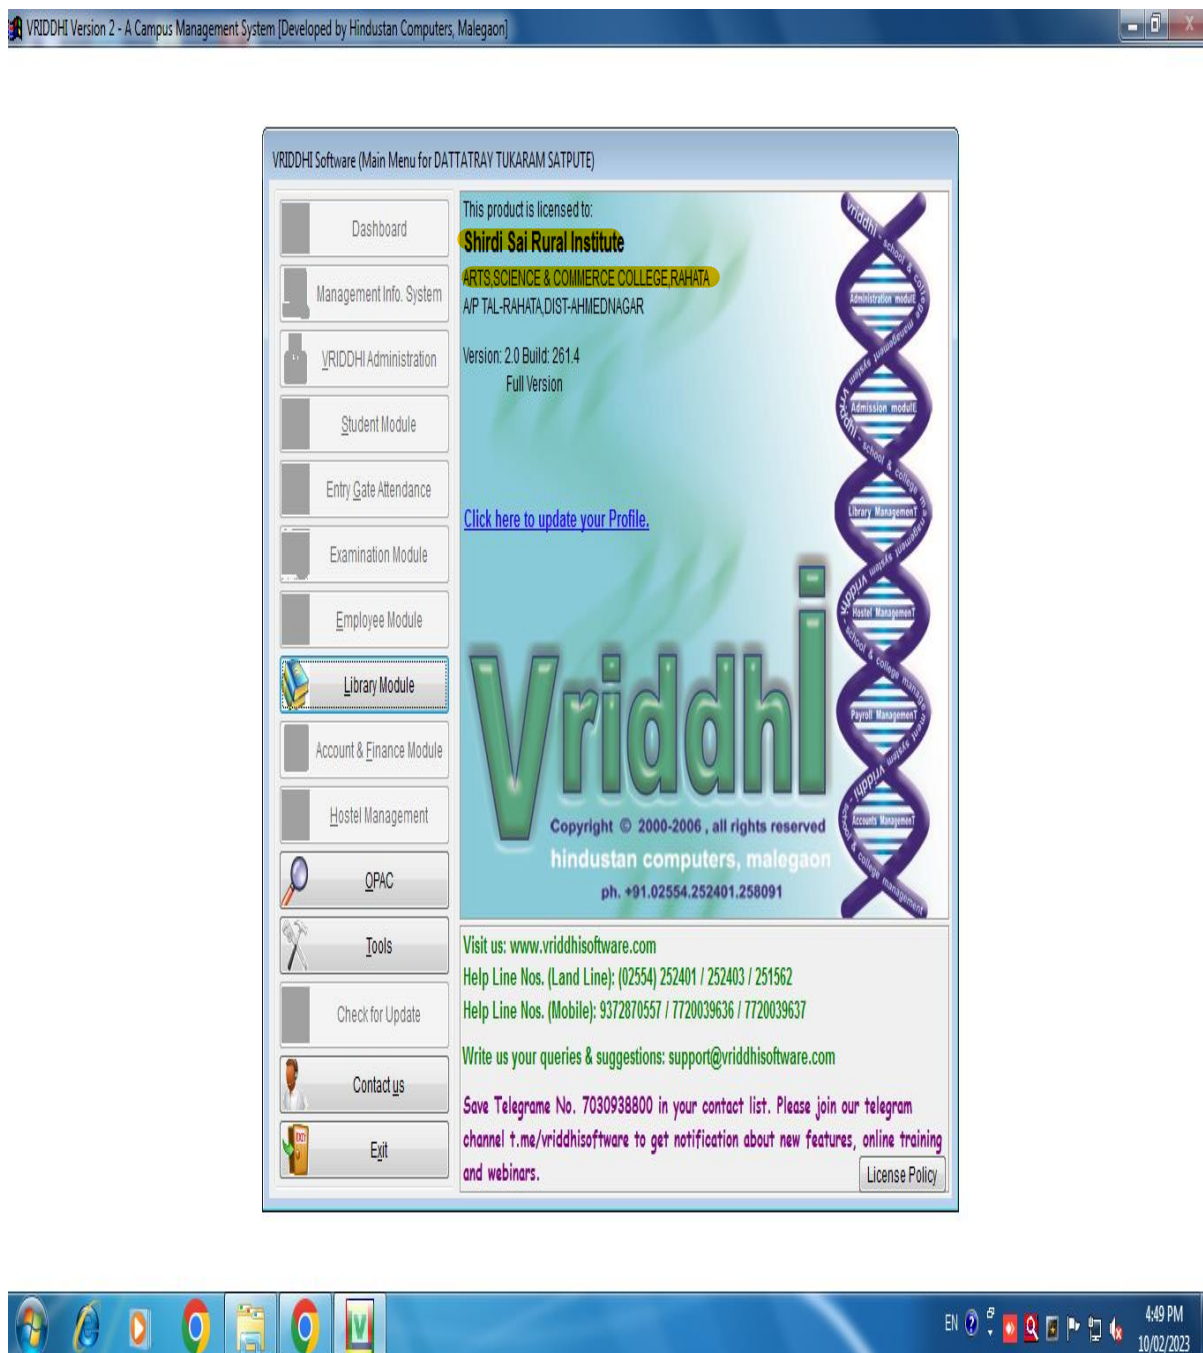 VRIDDHI Version 2 - A Campus Management System [Developed by Hindustan Computers, Malegaon]
VRIDDHI Software (Main Menu for DATTATRAY TUKARAM SATPUTE)
Dashboard
Management Info. System
VRIDDHI Administration
Student Module
Entry Gate Attendance
Examination Module
Employee Module
Library Module
Account & Finance Module
Hostel Management
OPAC
Tools
Check for Update
Contact us
Exit
This product is licensed to:
Shirdi Sai Rural Institute
ARTS,SCIENCE & COMMERCE COLLEGE,RAHATA
A/P TAL-RAHATA,DIST-AHMEDNAGAR
Version: 2.0 Build: 261.4
Full Version
Click here to update your Profile.
Vriddhi
Copyright © 2000-2006 , all rights reserved
hindustan computers, malegaon
ph. +91.02554.252401.258091
vriddhi - school & college management system
Administration modulE
Admission modulE
Library ManagemenT
Hostel ManagemenT
Payroll ManagemenT
Accounts ManagemenT
Visit us: www.vriddhisoftware.com
Help Line Nos. (Land Line): (02554) 252401 / 252403 / 251562
Help Line Nos. (Mobile): 9372870557 / 7720039636 / 7720039637
Write us your queries & suggestions: support@vriddhisoftware.com
Save Telegrame No. 7030938800 in your contact list. Please join our telegram
channel t.me/vriddhisoftware to get notification about new features, online training
and webinars.
License Policy
EN
4:49 PM
10/02/2023